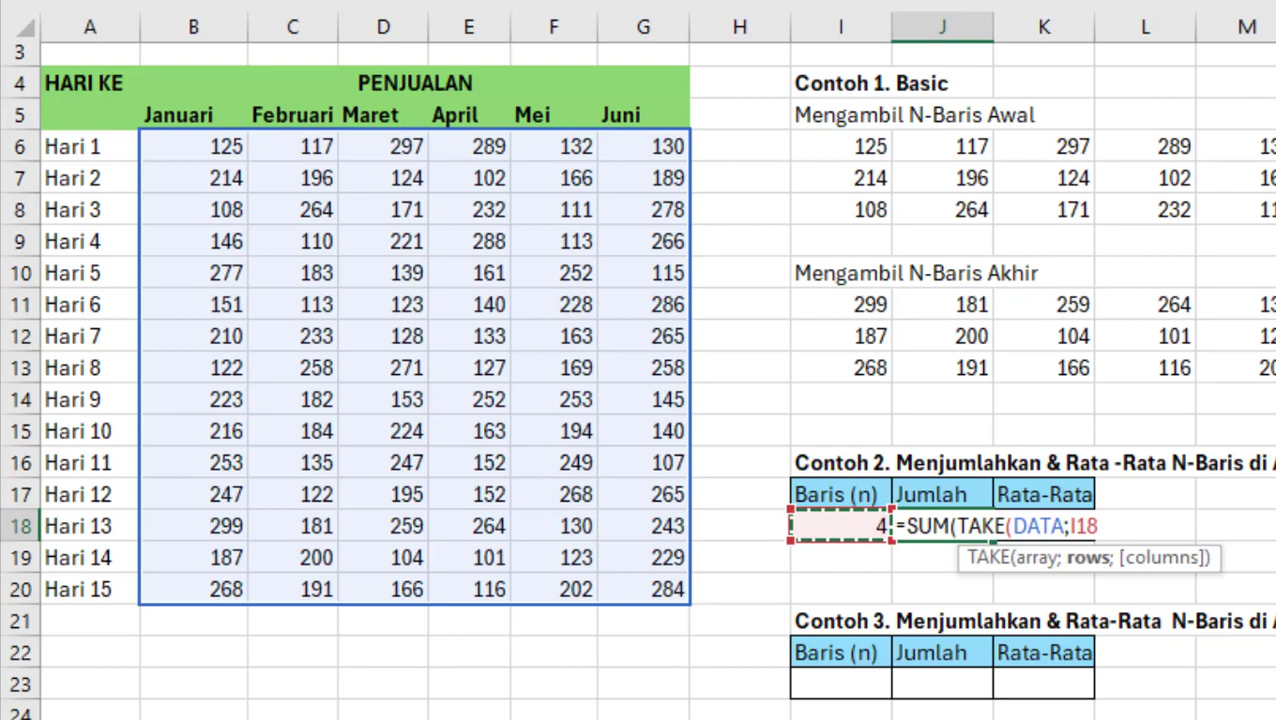 A B C D E F G H I J K L M
3
4 HARI KE PENJUALAN Contoh 1. Basic
5 Januari Februari Maret April Mei Juni Mengambil N-Baris Awal
6 Hari 1 125 117 297 289 132 130 125 117 297 289
7 Hari 2 214 196 124 102 166 189 214 196 124 102
8 Hari 3 108 264 171 232 111 278 108 264 171 232
9 Hari 4 146 110 221 288 113 266
10 Hari 5 277 183 139 161 252 115 Mengambil N-Baris Akhir
11 Hari 6 151 113 123 140 228 286 299 181 259 264
12 Hari 7 210 233 128 133 163 265 187 200 104 101
13 Hari 8 122 258 271 127 169 258 268 191 166 116
14 Hari 9 223 182 153 252 253 145
15 Hari 10 216 184 224 163 194 140
16 Hari 11 253 135 247 152 249 107 Contoh 2. Menjumlahkan & Rata -Rata N-Baris di
17 Hari 12 247 122 195 152 268 265 Baris (n) Jumlah Rata-Rata
18 Hari 13 299 181 259 264 130 243 4 =SUM(TAKE(DATA;I18
19 Hari 14 187 200 104 101 123 229 TAKE(array; rows; [columns])
20 Hari 15 268 191 166 116 202 284
21 Contoh 3. Menjumlahkan & Rata-Rata N-Baris di
22 Baris (n) Jumlah Rata-Rata
23
24